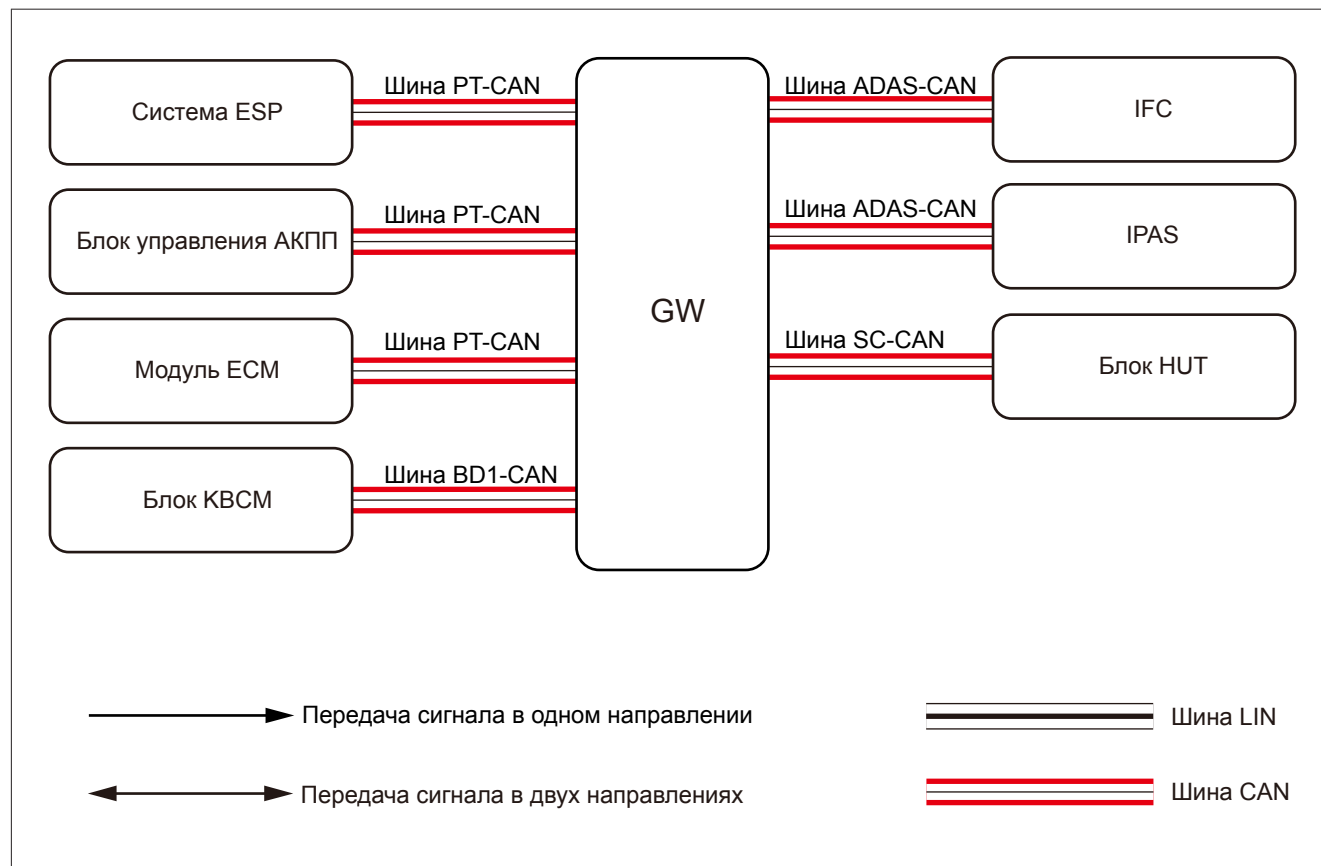 Система ESP
Шина PT-CAN
Шина ADAS-CAN
IFC
Блок управления АКПП
Шина PT-CAN
Шина ADAS-CAN
IPAS
GW
Модуль ECM
Шина PT-CAN
Шина SC-CAN
Блок HUT
Блок KBCM
Шина BD1-CAN
Передача сигнала в одном направлении
Шина LIN
Передача сигнала в двух направлениях
Шина CAN